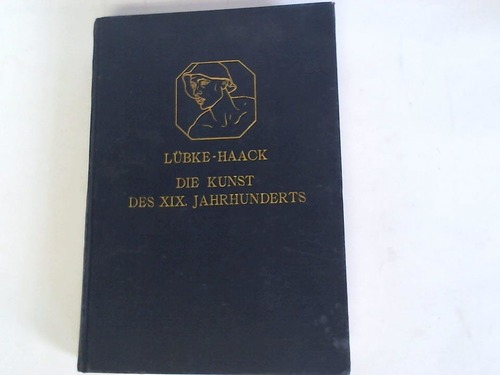 LÜBKE-HAACK
DIE KUNST
DES XIX. JAHRHUNDERTS